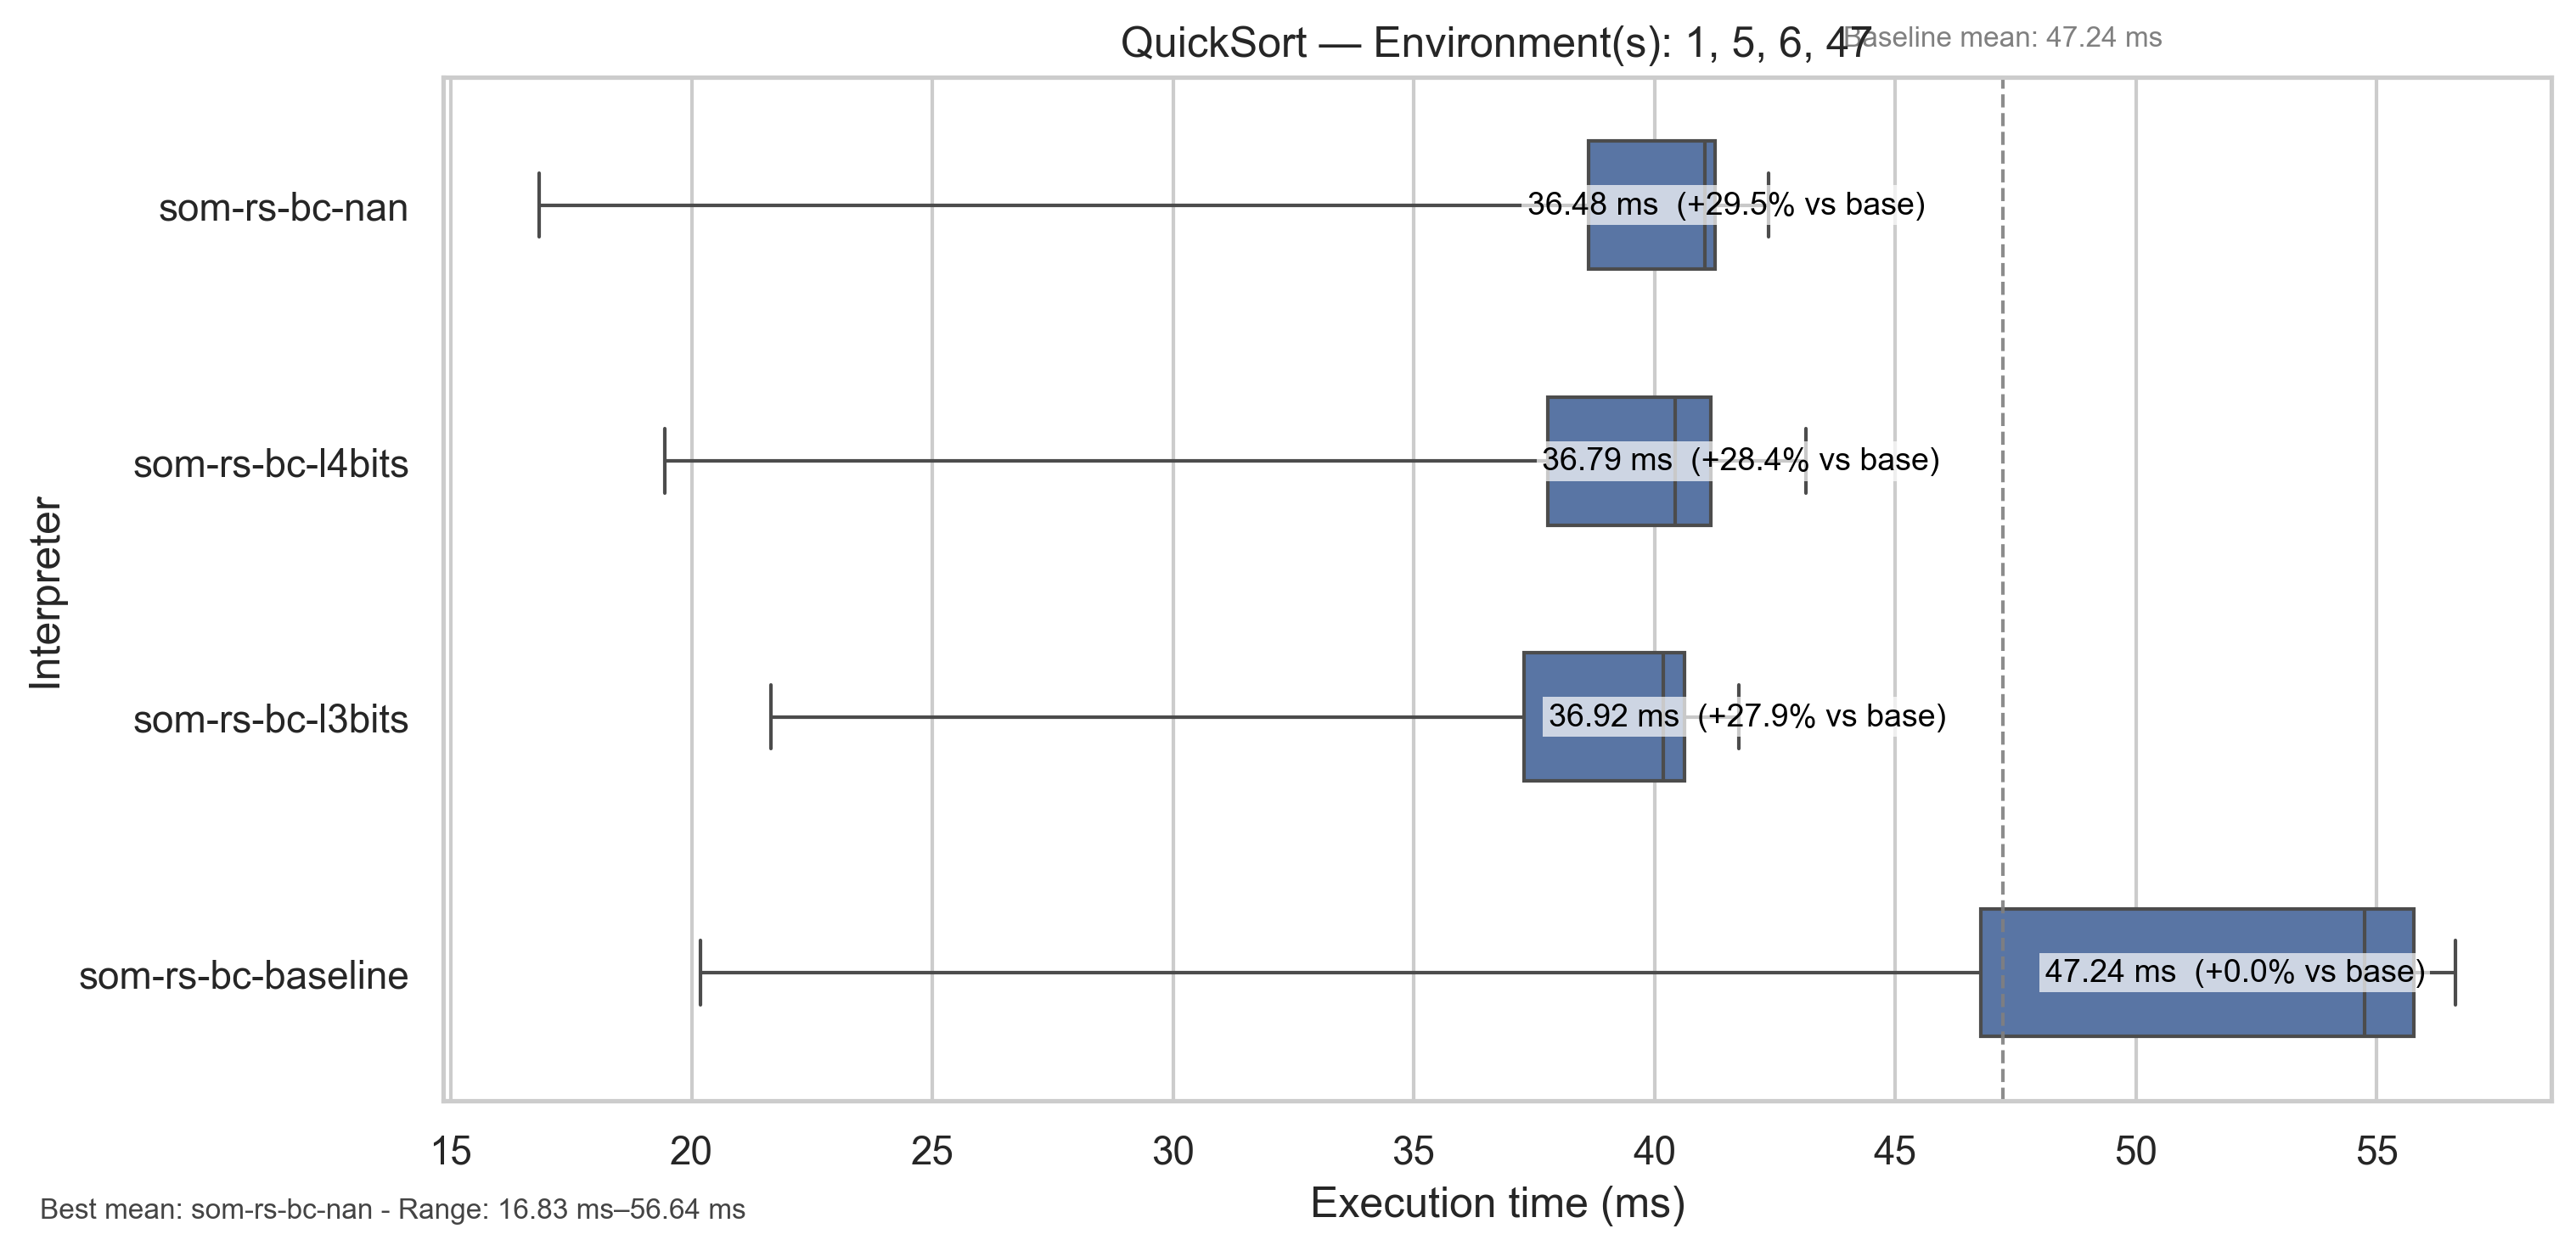 QuickSort — Environment(s): 1, 5, 6, 47
Baseline mean: 47.24 ms
Interpreter
som-rs-bc-nan
36.48 ms (+29.5% vs base)
som-rs-bc-l4bits
36.79 ms (+28.4% vs base)
som-rs-bc-l3bits
36.92 ms (+27.9% vs base)
som-rs-bc-baseline
47.24 ms (+0.0% vs base)
15 20 25 30 35 40 45 50 55
Execution time (ms)
Best mean: som-rs-bc-nan - Range: 16.83 ms–56.64 ms